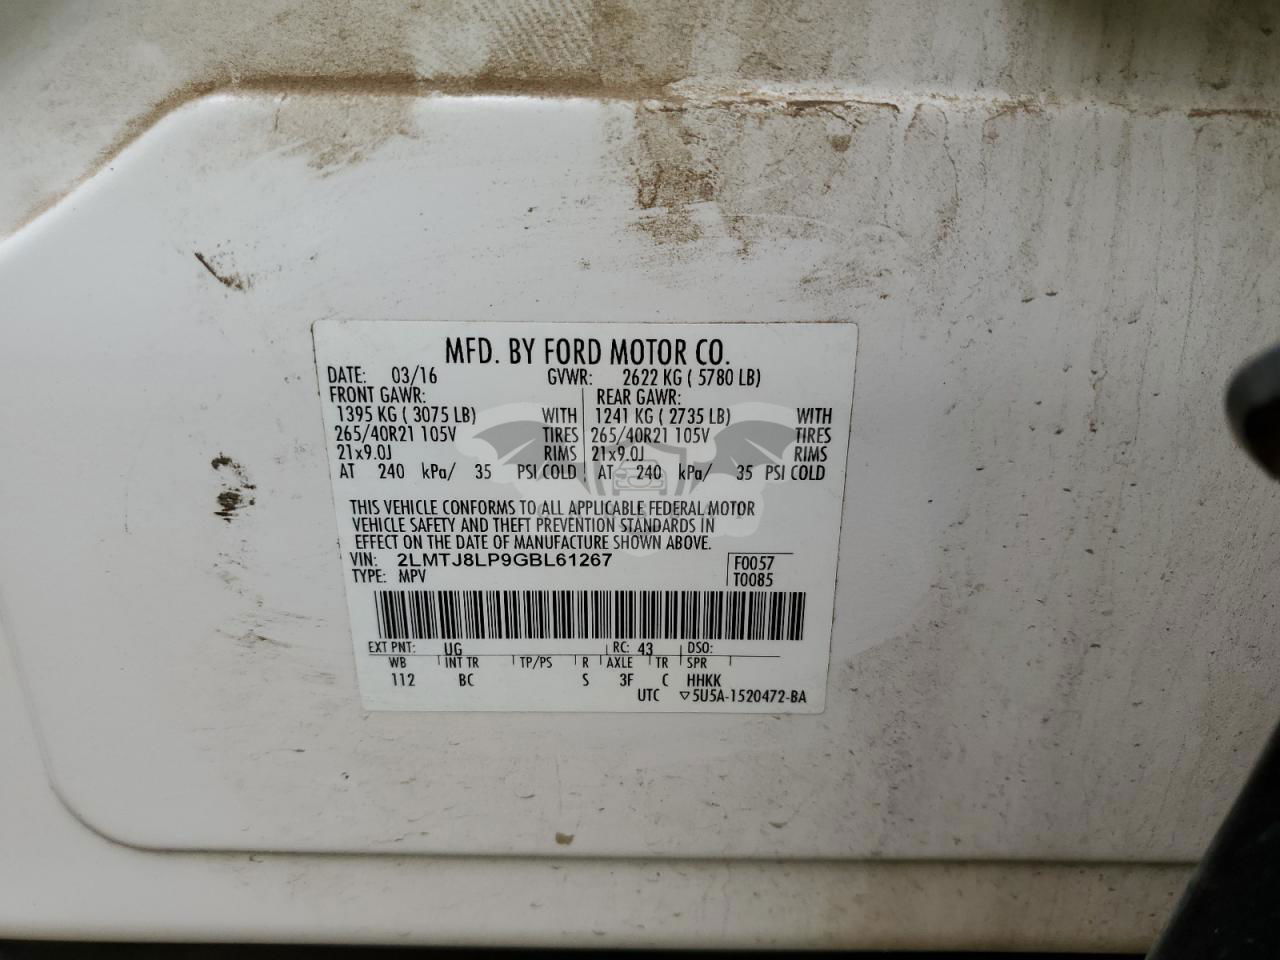 MFD. BY FORD MOTOR CO.
DATE: 03/16 GVWR: 2622 KG ( 5780 LB)
FRONT GAWR: REAR GAWR:
1395 KG ( 3075 LB) WITH 1241 KG ( 2735 LB) WITH
265/40R21 105V TIRES 265/40R21 105V TIRES
21x9.0J RIMS 21x9.0J RIMS
AT 240 kPa/ 35 PSI COLD AT 240 kPa/ 35 PSI COLD
THIS VEHICLE CONFORMS TO ALL APPLICABLE FEDERAL MOTOR
VEHICLE SAFETY AND THEFT PREVENTION STANDARDS IN
EFFECT ON THE DATE OF MANUFACTURE SHOWN ABOVE.
VIN: 2LMTJ8LP9GBL61267 F0057
TYPE: MPV T0085
EXT PNT: UG RC: 43 DSO:
WB INT TR TP/PS R AXLE TR SPR
112 BC S 3F C HHKK
UTC ▽5U5A-1520472-BA